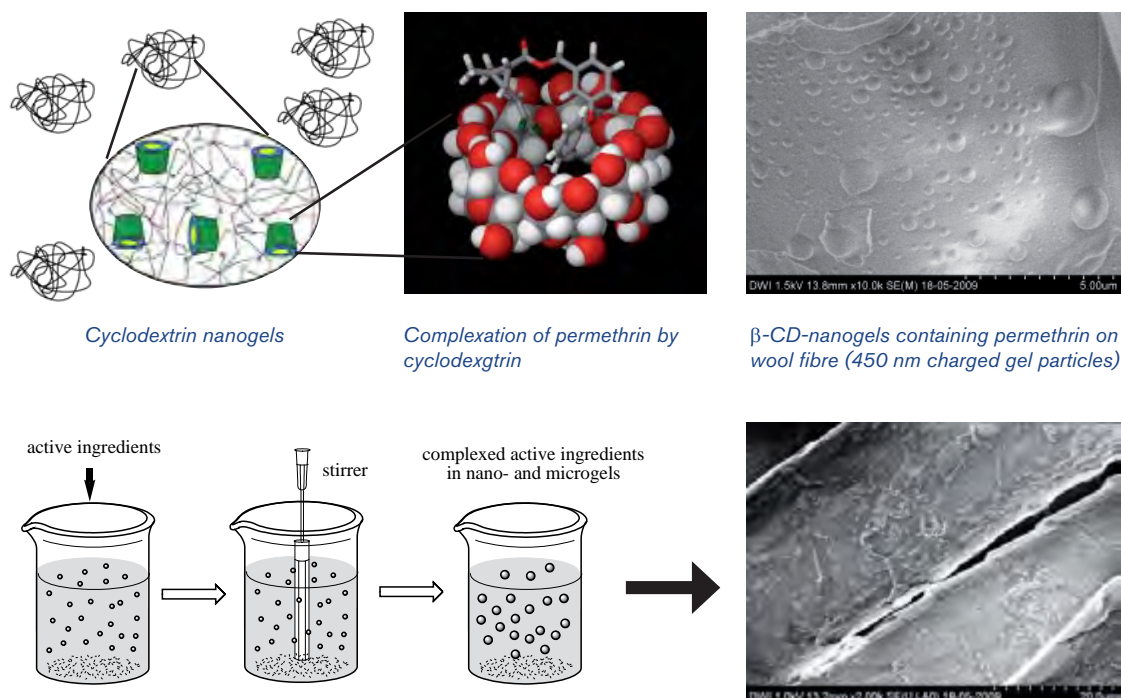 DWI 1.5kV 13.8mm x10.0k SE(M) 18-05-2009 5.00um
Cyclodextrin nanogels
Complexation of permethrin by
cyclodexgtrin
β-CD-nanogels containing permethrin on
wool fibre (450 nm charged gel particles)
active ingredients
stirrer
complexed active ingredients
in nano- and microgels